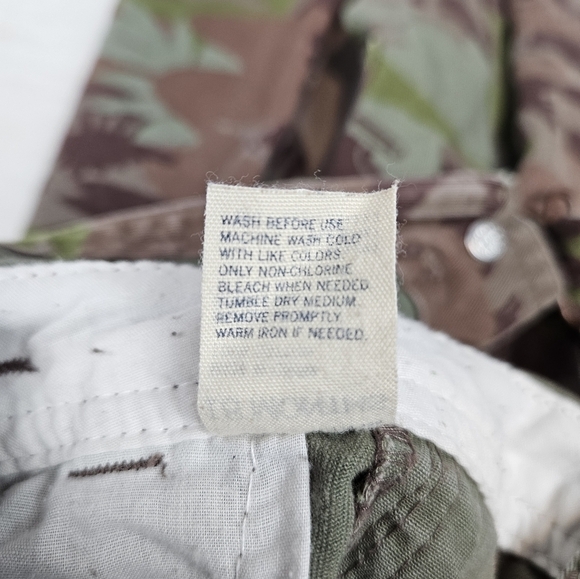 WASH BEFORE USE
MACHINE WASH COLD
WITH LIKE COLORS
ONLY NON-CHLORINE
BLEACH WHEN NEEDED
TUMBLE DRY MEDIUM
REMOVE PROMPTLY
WARM IRON IF NEEDED.